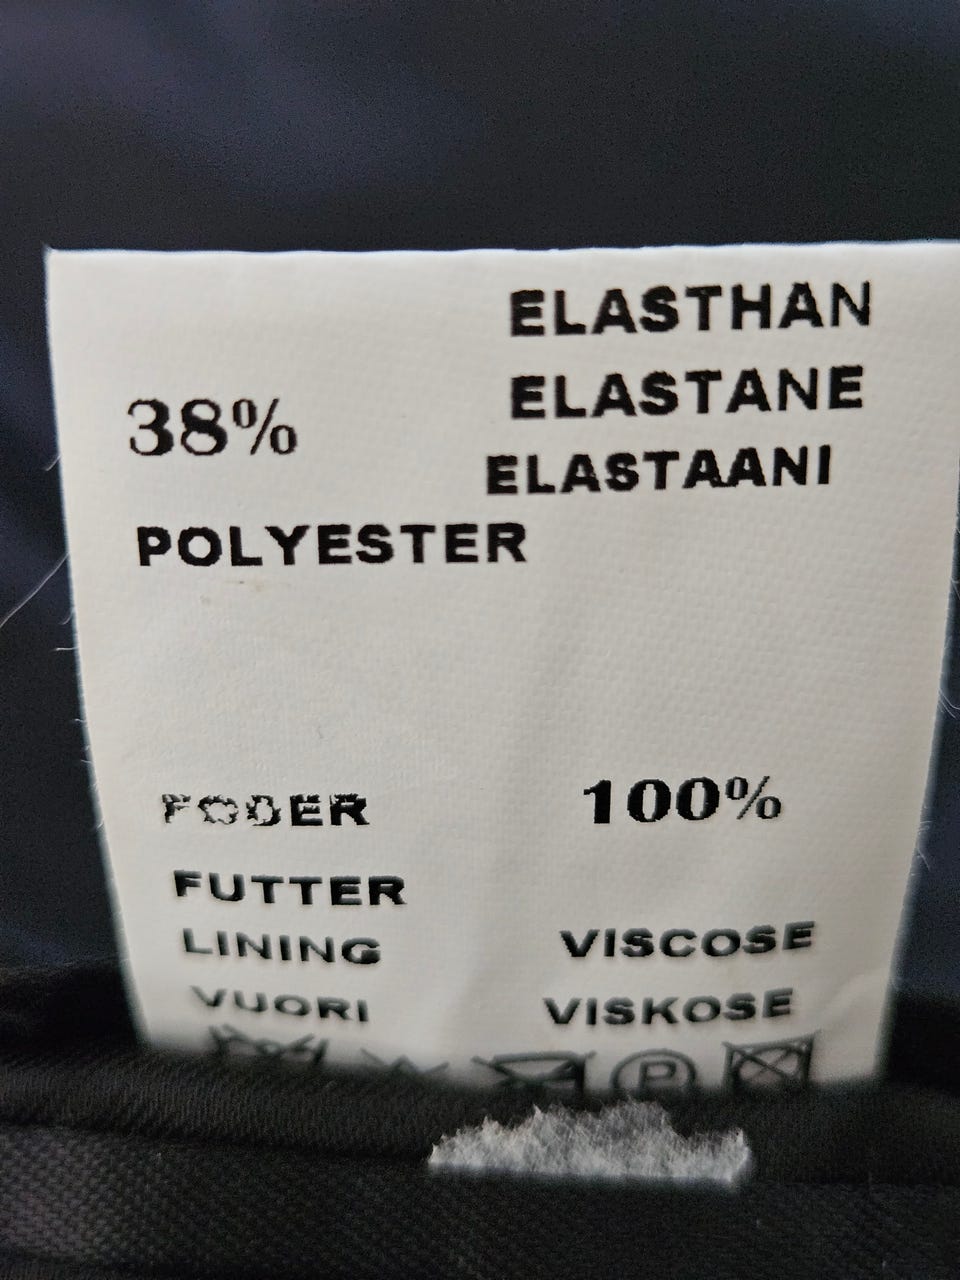 ELASTHAN
ELASTANE
38%
ELASTAANI
POLYESTER
FODER 100%
FUTTER
LINING VISCOSE
VUORI VISKOSE
P